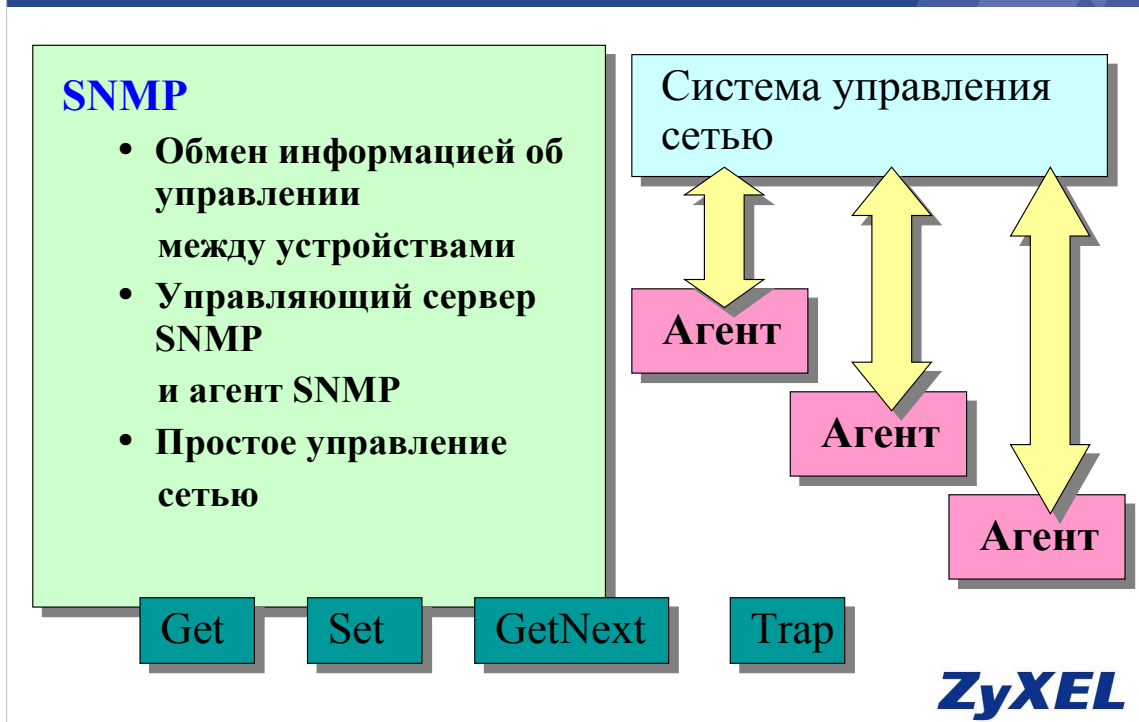 SNMP
• Обмен информацией об
управлении
между устройствами
• Управляющий сервер
SNMP
и агент SNMP
• Простое управление
сетью
Система управления
сетью
Агент
Агент
Агент
Get
Set
GetNext
Trap
ZyXEL